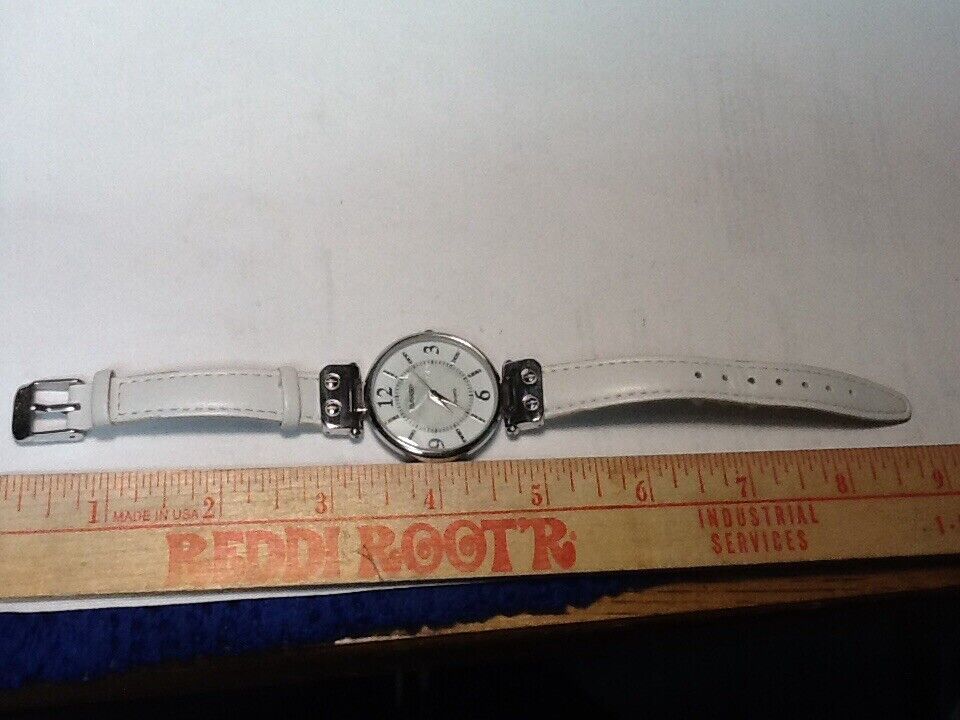 12 3 6 9
1 2 3 4 5 6 7 8 9
MADE IN USA
REDDI ROOT'R
INDUSTRIAL
SERVICES